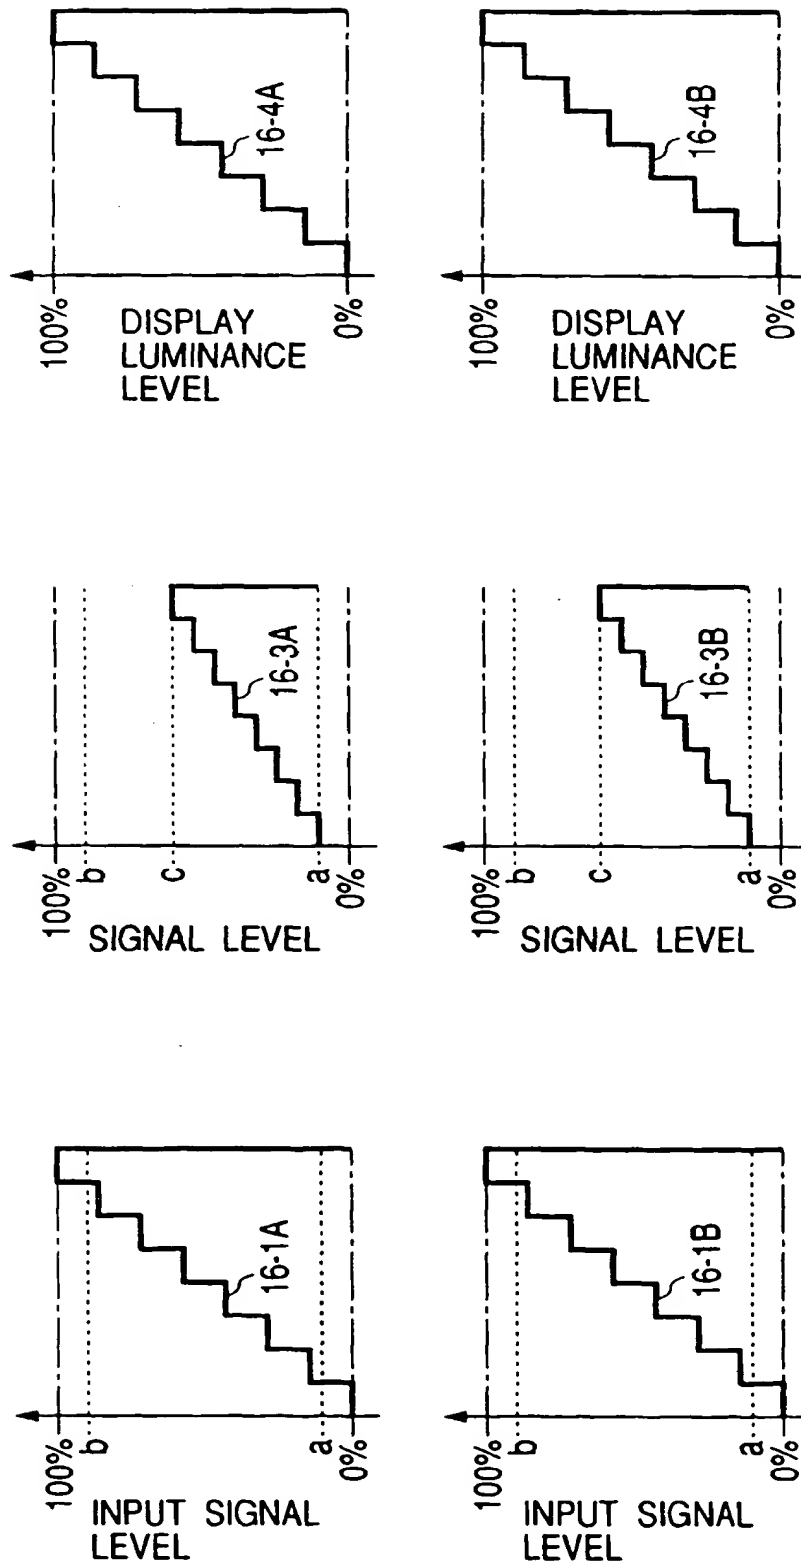 100%
DISPLAY
LUMINANCE
LEVEL
16-4A
0%
100%
DISPLAY
LUMINANCE
LEVEL
16-4B
0%
100%
b
c
SIGNAL LEVEL
16-3A
a
0%
100%
b
c
SIGNAL LEVEL
16-3B
a
0%
100%
b
INPUT SIGNAL
LEVEL
16-1A
a
0%
100%
b
INPUT SIGNAL
LEVEL
16-1B
a
0%